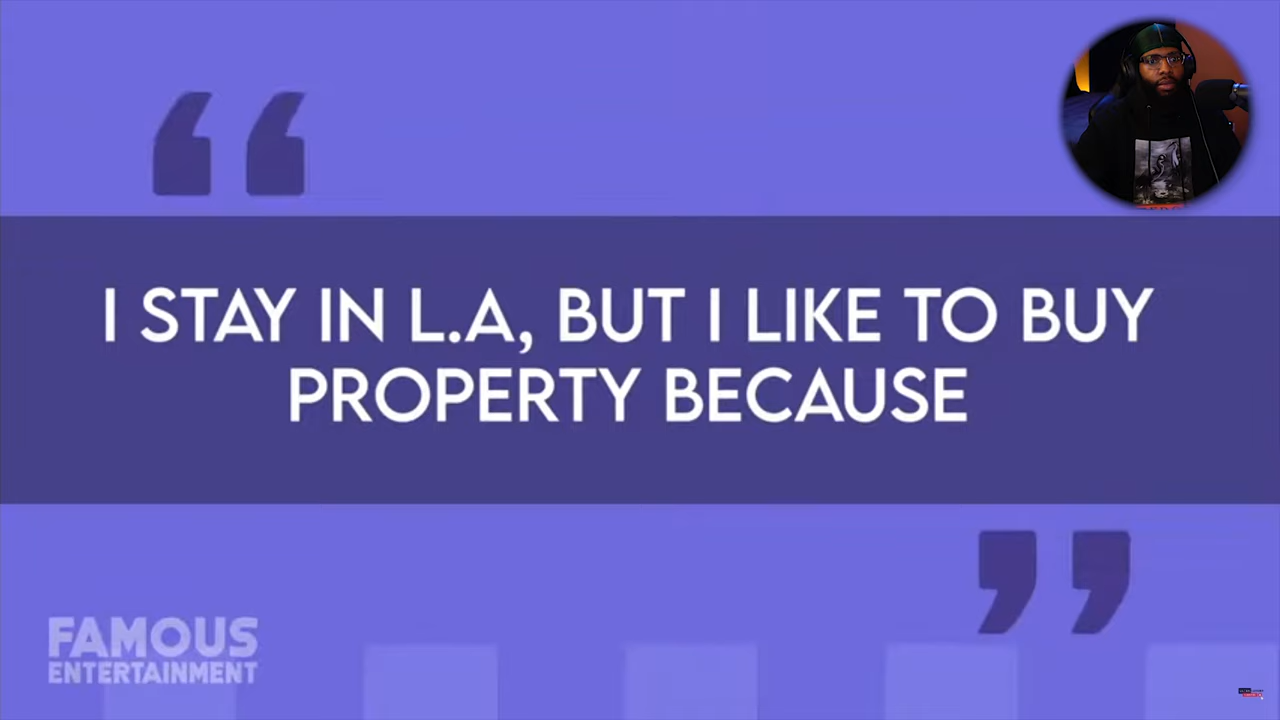 I STAY IN L.A, BUT I LIKE TO BUY
PROPERTY BECAUSE
FAMOUS
ENTERTAINMENT